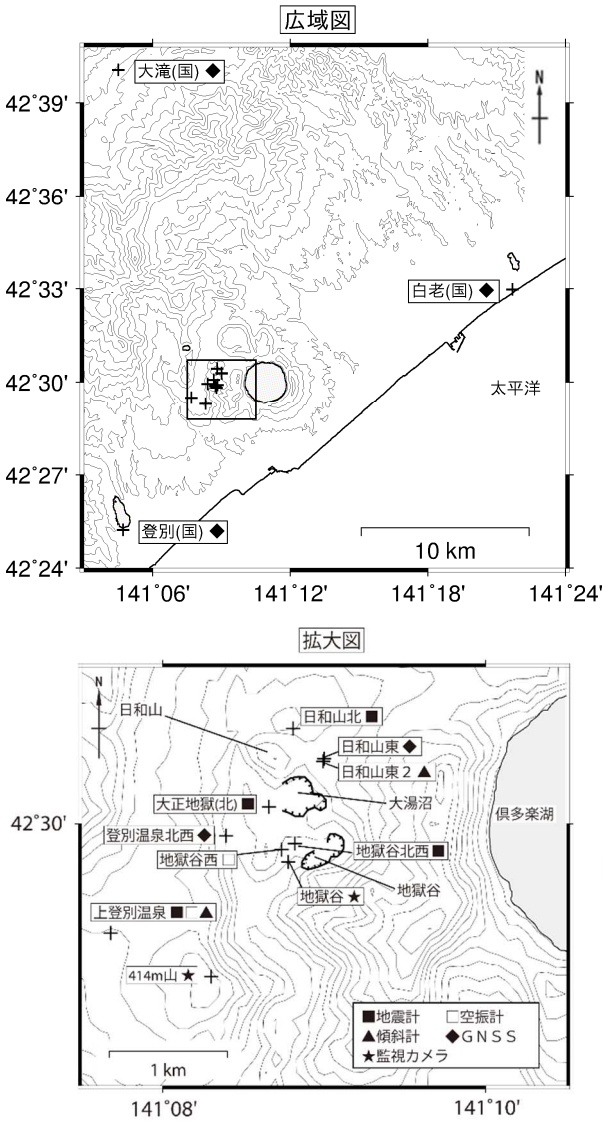 広域図
大滝(国) ◆
N
42˚39'
42˚36'
42˚33'
白老(国) ◆
42˚30'
太平洋
42˚27'
登別(国) ◆
10 km
42˚24'
141˚06'
141˚12'
141˚18'
141˚24'
拡大図
N
日和山
日和山北 ■
日和山東 ◆
日和山東2 ▲
大正地獄(北) ■
大湯沼
倶多楽湖
42˚30'
登別温泉北西 ◆
地獄谷北西 ■
地獄谷西 □
地獄谷
地獄谷 ★
上登別温泉 ■ □ ▲
414m山 ★
■地震計 □空振計
▲傾斜計 ◆GNSS
★監視カメラ
1 km
141˚08'
141˚10'